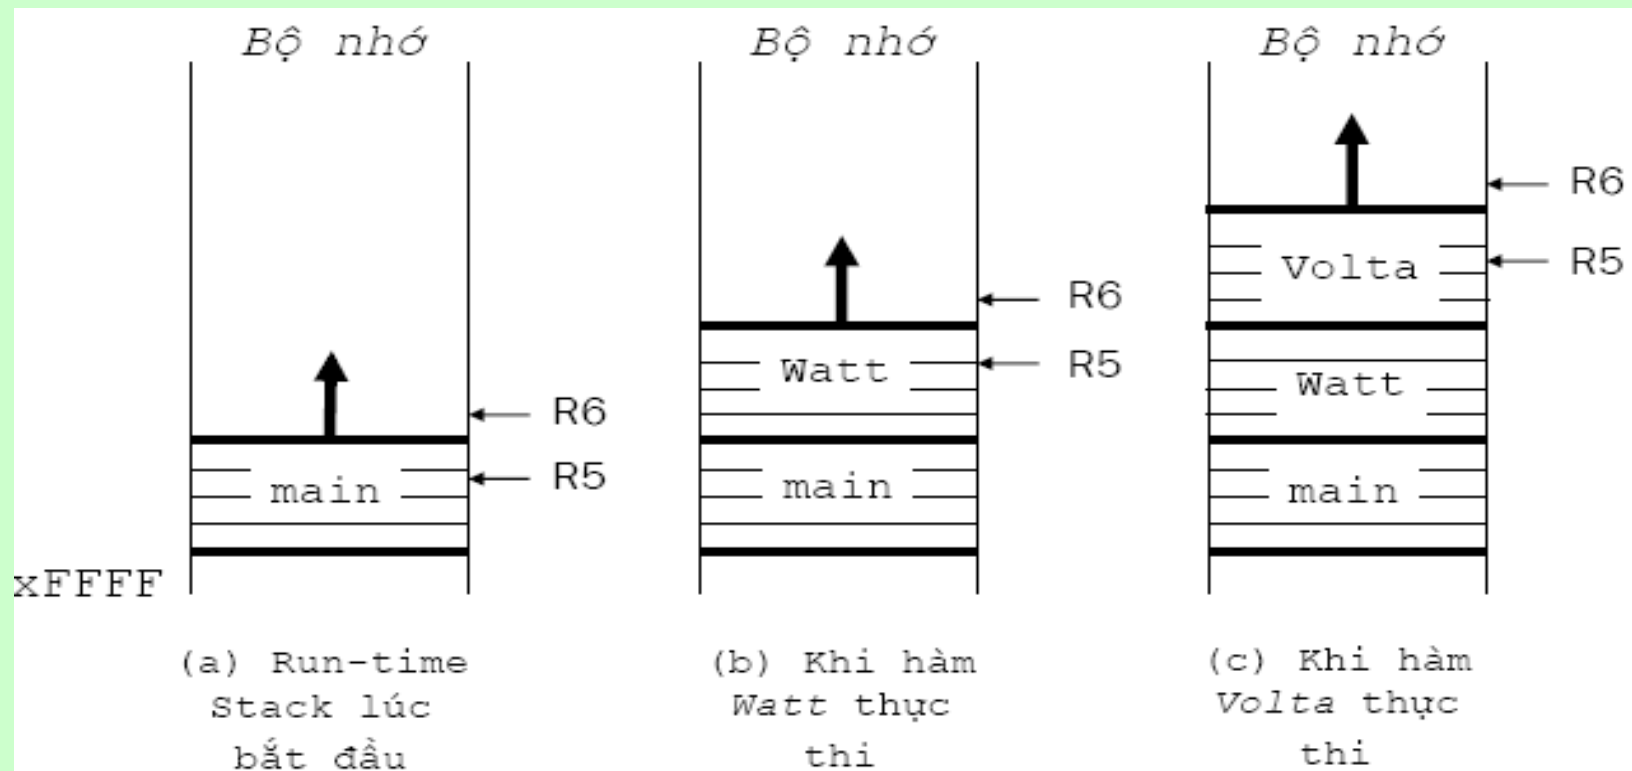 Bộ nhớ
R6
R5
main
xFFFF
(a) Run-time
Stack lúc
bắt đầu
Bộ nhớ
R6
R5
Watt
main
(b) Khi hàm
Watt thực
thi
Bộ nhớ
R6
R5
Volta
Watt
main
(c) Khi hàm
Volta thực
thi